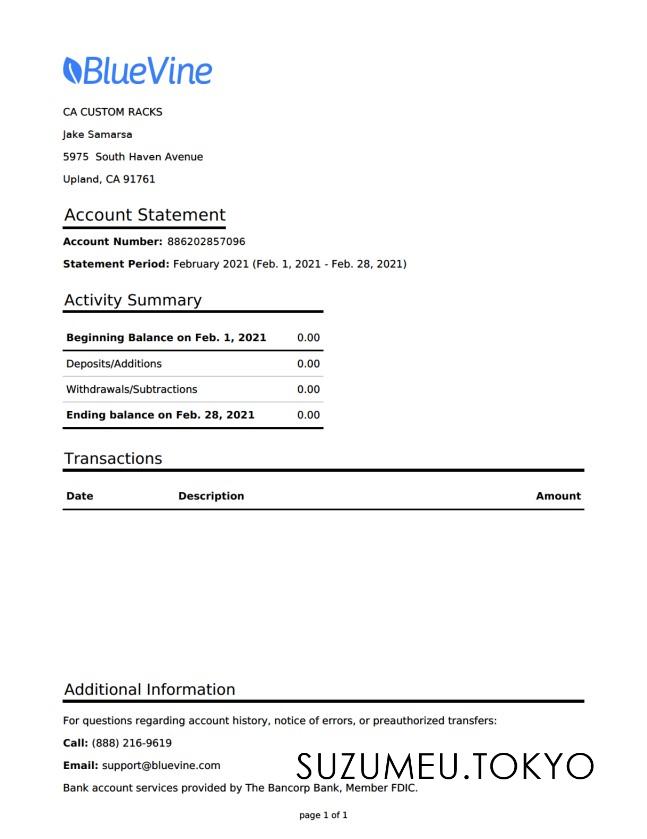 BlueVine
CA CUSTOM RACKS
Jake Samarsa
5975 South Haven Avenue
Upland, CA 91761
Account Statement
Account Number: 886202857096
Statement Period: February 2021 (Feb. 1, 2021 - Feb. 28, 2021)
Activity Summary
Beginning Balance on Feb. 1, 2021 0.00
Deposits/Additions 0.00
Withdrawals/Subtractions 0.00
Ending balance on Feb. 28, 2021 0.00
Transactions
Date Description Amount
Additional Information
For questions regarding account history, notice of errors, or preauthorized transfers:
Call: (888) 216-9619
Email: support@bluevine.com
SUZUMEU.TOKYO
Bank account services provided by The Bancorp Bank, Member FDIC.
page 1 of 1